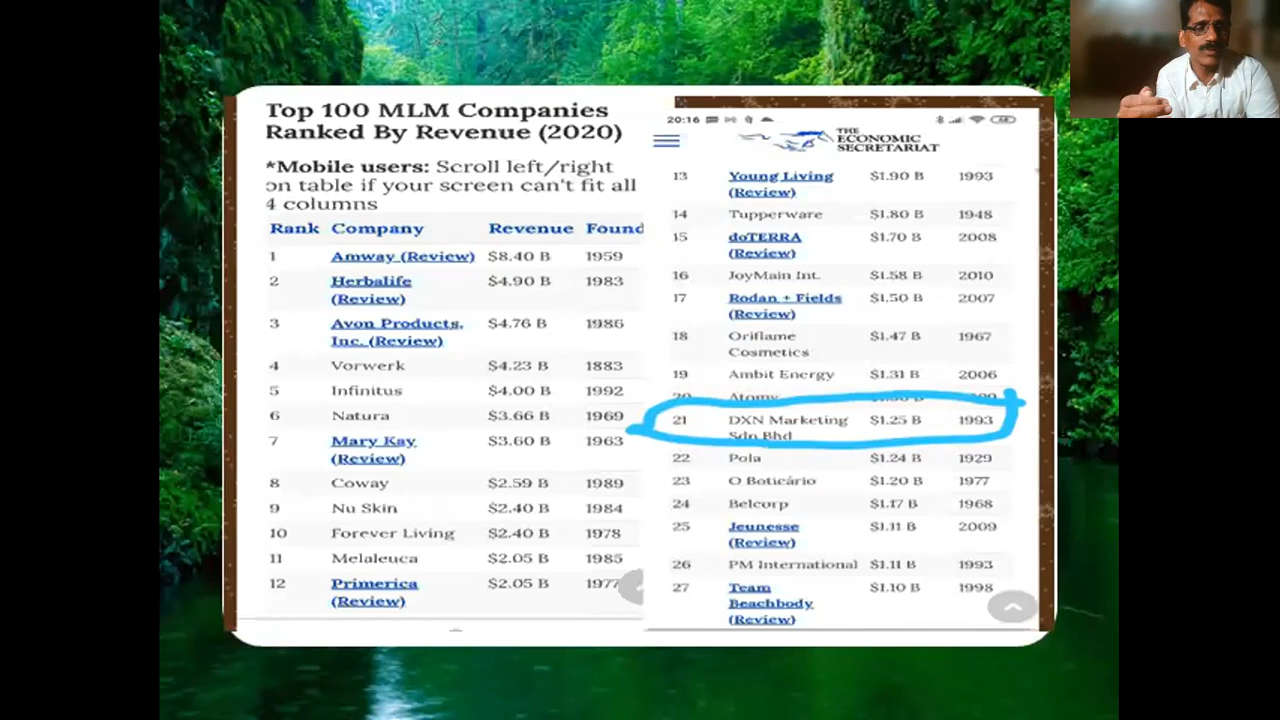 Top 100 MLM Companies
Ranked By Revenue (2020)
*Mobile users: Scroll left/right
on table if your screen can't fit all
4 columns
Rank Company Revenue Found
1 Amway (Review) $8.40 B 1959
2 Herbalife $4.90 B 1983
(Review)
3 Avon Products, $4.76 B 1986
Inc. (Review)
4 Vorwerk $4.23 B 1883
5 Infinitus $4.00 B 1992
6 Natura $3.66 B 1969
7 Mary Kay $3.60 B 1963
(Review)
8 Coway $2.59 B 1989
9 Nu Skin $2.40 B 1984
10 Forever Living $2.40 B 1978
11 Melaleuca $2.05 B 1985
12 Primerica $2.05 B 1977
(Review)
20:16
THE
ECONOMIC
SECRETARIAT
13 Young Living $1.90 B 1993
(Review)
14 Tupperware $1.80 B 1948
15 doTERRA $1.70 B 2008
(Review)
16 JoyMain Int. $1.58 B 2010
17 Rodan + Fields $1.50 B 2007
(Review)
18 Oriflame $1.47 B 1967
Cosmetics
19 Ambit Energy $1.31 B 2006
20 Atomy
21 DXN Marketing $1.25 B 1993
Sdn Bhd
22 Pola $1.24 B 1929
23 O Boticário $1.20 B 1977
24 Belcorp $1.17 B 1968
25 Jeunesse $1.11 B 2009
(Review)
26 PM International $1.11 B 1993
27 Team $1.10 B 1998
Beachbody
(Review)